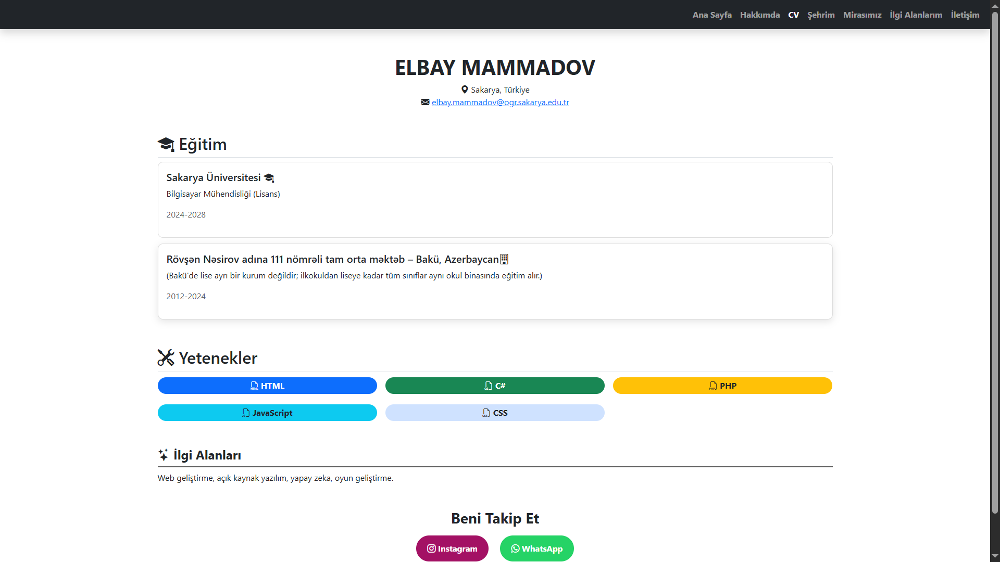 Ana Sayfa Hakkımda CV Şehrim Mirasımız İlgi Alanlarım İletişim
ELBAY MAMMADOV
Sakarya, Türkiye
elbay.mammadov@ogr.sakarya.edu.tr
Eğitim
Sakarya Üniversitesi
Bilgisayar Mühendisliği (Lisans)
2024-2028
Rövşən Nəsirov adına 111 nömrəli tam orta məktəb – Bakü, Azerbaycan
(Bakü'de lise ayrı bir kurum değildir; ilkokuldan liseye kadar tüm sınıflar aynı okul binasında eğitim alır.)
2012-2024
Yetenekler
HTML C# PHP
JavaScript CSS
İlgi Alanları
Web geliştirme, açık kaynak yazılım, yapay zeka, oyun geliştirme.
Beni Takip Et
Instagram WhatsApp